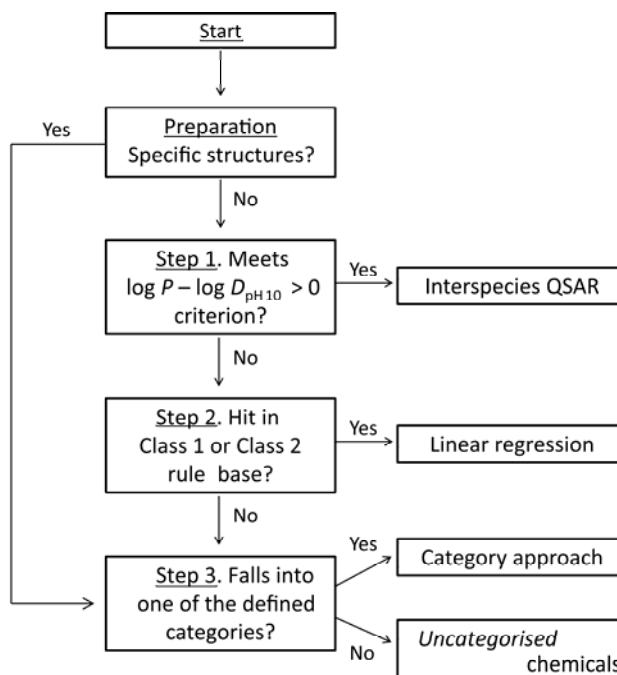 Start
Yes
Preparation
Specific structures?
No
Step 1. Meets
log P – log D pH 10 > 0
criterion?
Yes
Interspecies QSAR
No
Step 2. Hit in
Class 1 or Class 2
rule base?
Yes
Linear regression
No
Step 3. Falls into
one of the defined
categories?
Yes
Category approach
No
Uncategorised
chemicals